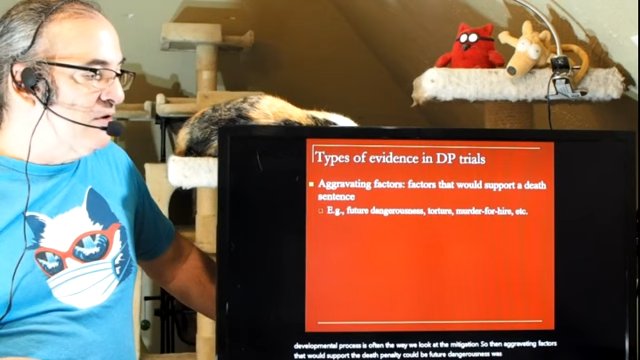 Types of evidence in DP trials
Aggravating factors: factors that would support a death
sentence
E.g., future dangerousness, torture, murder-for-hire, etc.
developmental process is often the way we look at the mitigation So then aggravating factors
that would support the death penalty could be future dangerousness was